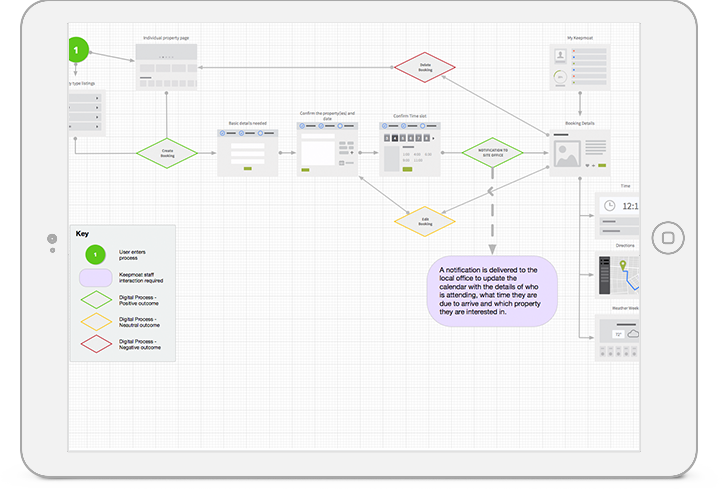 Individual property page
My Keepmoat
1
Delete
Booking
p type listings
Basic details needed
Confirm the property(ies) and
date
Confirm Time slot
Booking Details
Create
Booking
NOTIFICATION TO
SITE OFFICE
Edit
Booking
Time
12:1
Directions
Weather Week
Key
1
User enters
process
Keepmoat staff
interaction required
Digital Process -
Positive outcome
Digital Process -
Neautral outcome
Digital Process -
Negative outcome
A notification is delivered to the
local office to update the
calendar with the details of who
is attending, what time they are
due to arrive and which property
they are interested in.